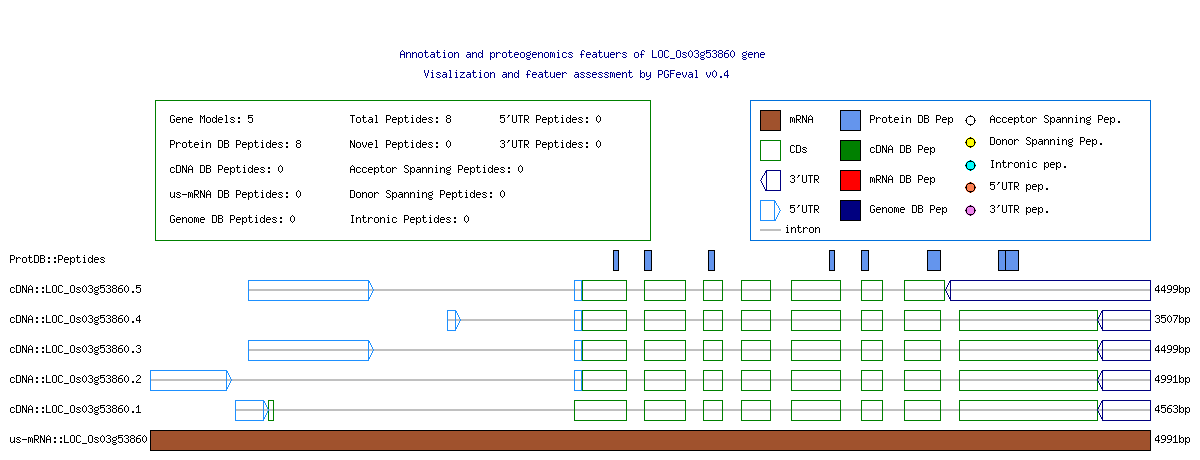 Annotation and proteogenomics featuers of LOC_Os03g53860 gene
Visalization and featuer assessment by PGFeval v0.4
Gene Models: 5 Total Peptides: 8 5'UTR Peptides: 0
Protein DB Peptides: 8 Novel Peptides: 0 3'UTR Peptides: 0
cDNA DB Peptides: 0 Acceptor Spanning Peptides: 0
us-mRNA DB Peptides: 0 Donor Spanning Peptides: 0
Genome DB Peptides: 0 Intronic Peptides: 0
mRNA Protein DB Pep Acceptor Spanning Pep.
CDs cDNA DB Pep Donor Spanning Pep.
3'UTR mRNA DB Pep Intronic pep.
5'UTR Genome DB Pep 5'UTR pep.
intron 3'UTR pep.
ProtDB::Peptides
cDNA::LOC_Os03g53860.5 4499bp
cDNA::LOC_Os03g53860.4 3507bp
cDNA::LOC_Os03g53860.3 4499bp
cDNA::LOC_Os03g53860.2 4991bp
cDNA::LOC_Os03g53860.1 4563bp
us-mRNA::LOC_Os03g53860 4991bp